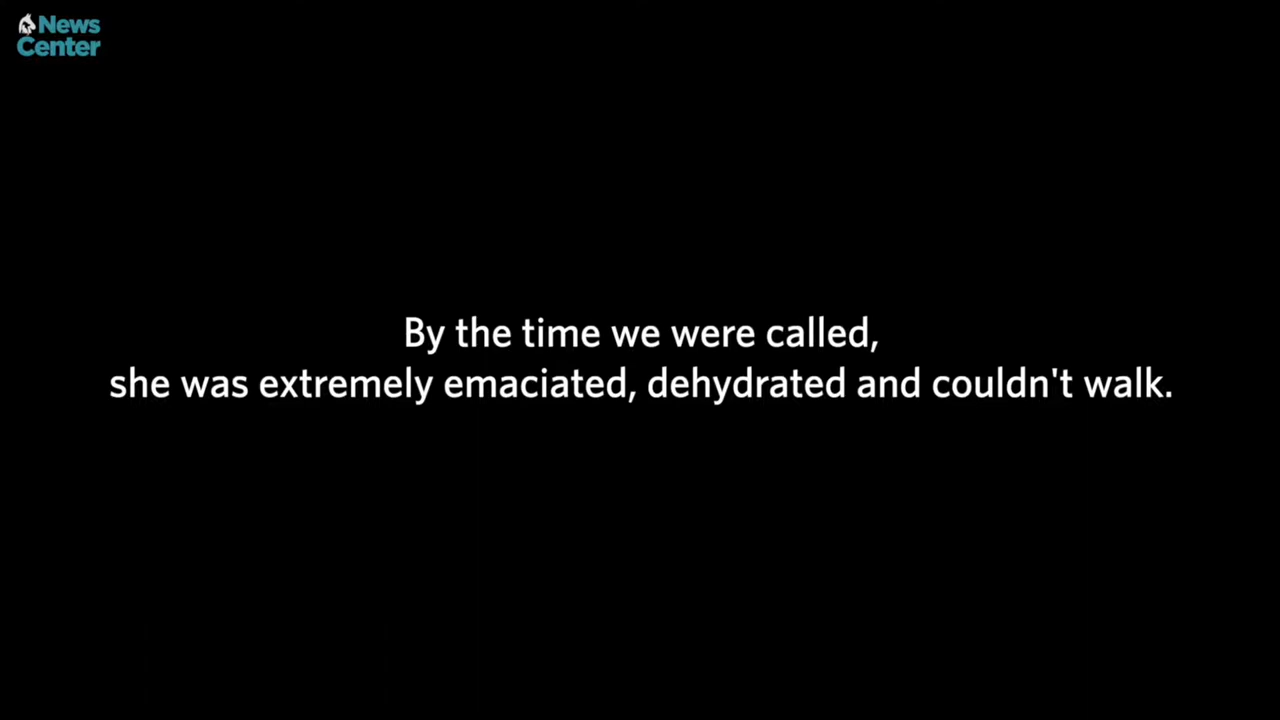 News
Center
By the time we were called,
she was extremely emaciated, dehydrated and couldn't walk.